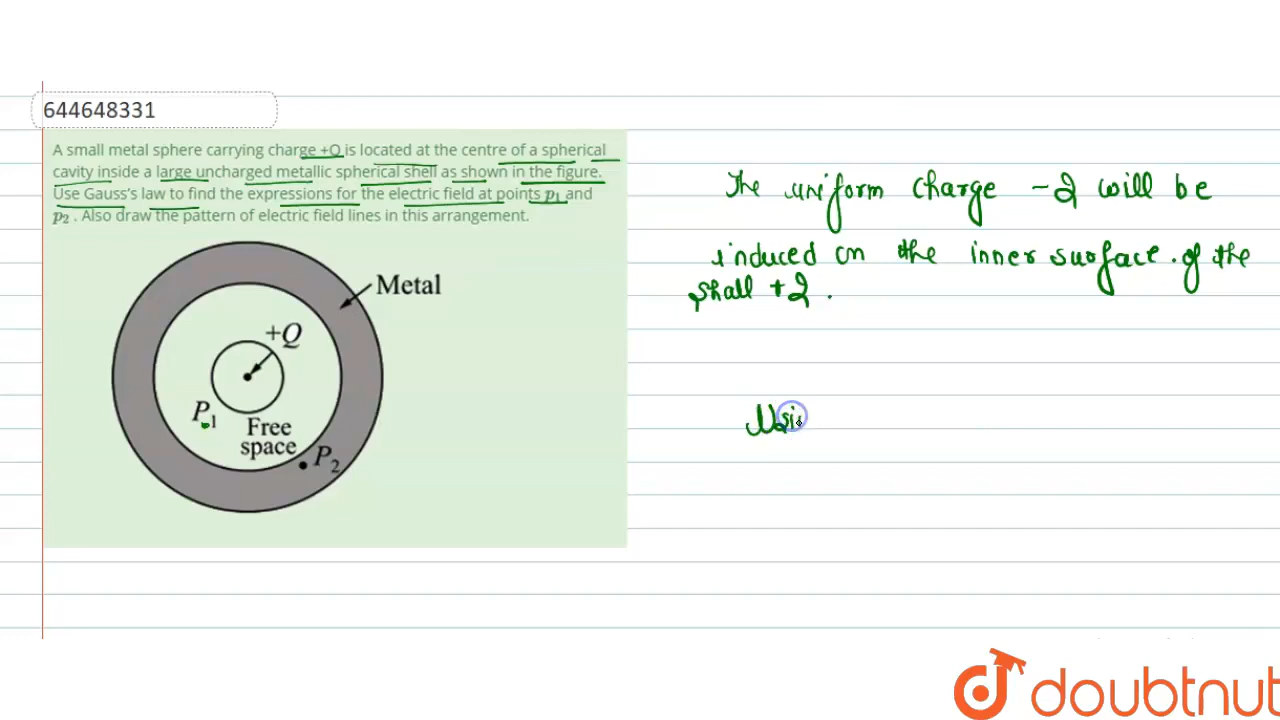 644648331
A small metal sphere carrying charge +Q is located at the centre of a spherical
cavity inside a large uncharged metallic spherical shell as shown in the figure.
Use Gauss's law to find the expressions for the electric field at points p₁ and
p₂ . Also draw the pattern of electric field lines in this arrangement.
Metal
+Q
P₁
Free
space
P₂
The uniform charge -Q will be
induced on the inner surface. of the
shall +Q .
Usi
doubtnut